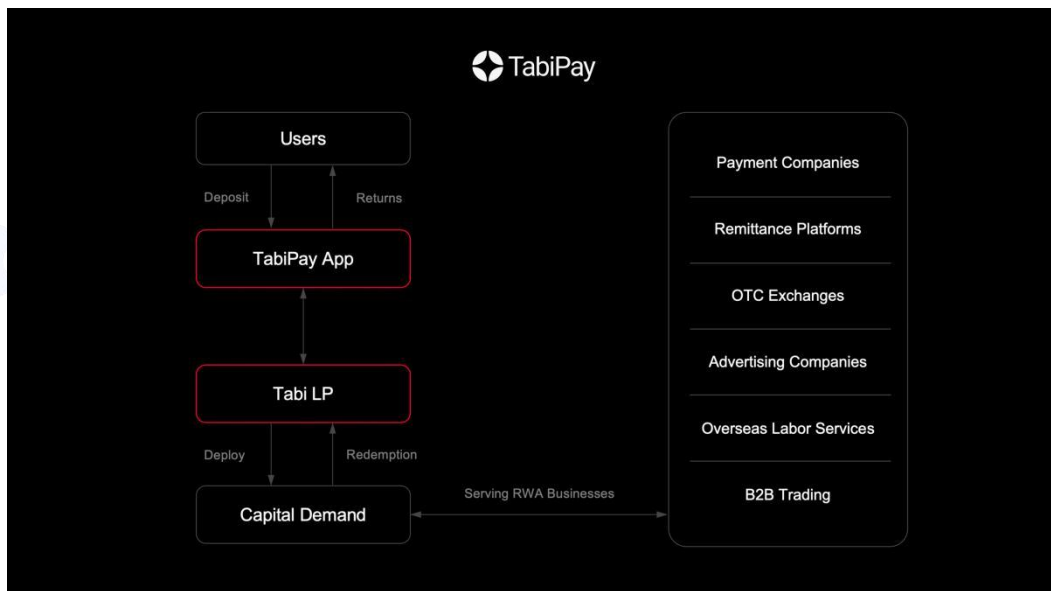 TabiPay
Users
Deposit
Returns
TabiPay App
Tabi LP
Deploy
Redemption
Capital Demand
Serving RWA Businesses
Payment Companies
Remittance Platforms
OTC Exchanges
Advertising Companies
Overseas Labor Services
B2B Trading